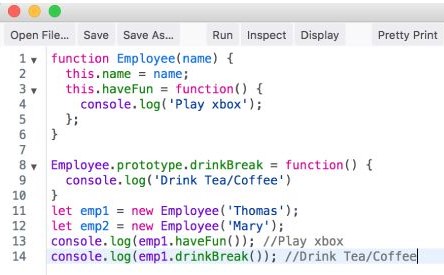 Open File... Save Save As... Run Inspect Display Pretty Print
1 function Employee(name) {
2   this.name = name;
3   this.haveFun = function() {
4     console.log('Play xbox');
5   };
6 }
7
8 Employee.prototype.drinkBreak = function() {
9   console.log('Drink Tea/Coffee')
10 }
11 let emp1 = new Employee('Thomas');
12 let emp2 = new Employee('Mary');
13 console.log(emp1.haveFun()); //Play xbox
14 console.log(emp1.drinkBreak()); //Drink Tea/Coffee